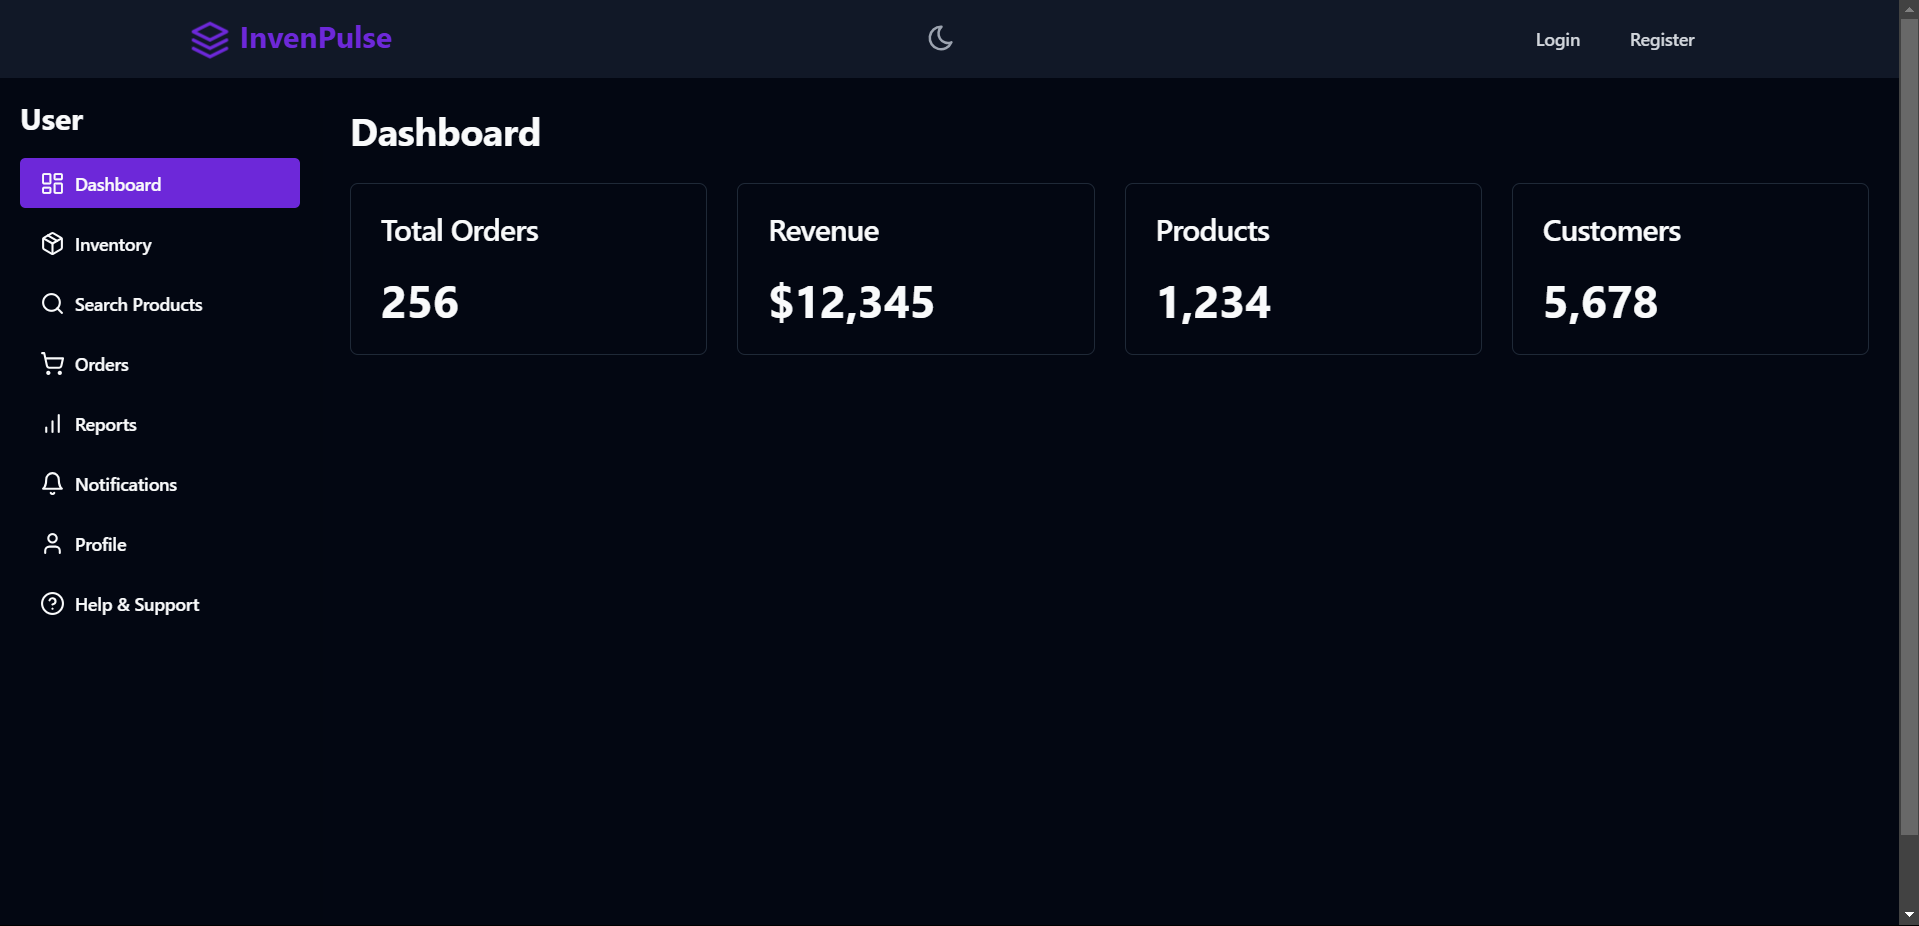 InvenPulse
Login
Register
User
Dashboard
Inventory
Search Products
Orders
Reports
Notifications
Profile
Help & Support
Dashboard
Total Orders
256
Revenue
$12,345
Products
1,234
Customers
5,678